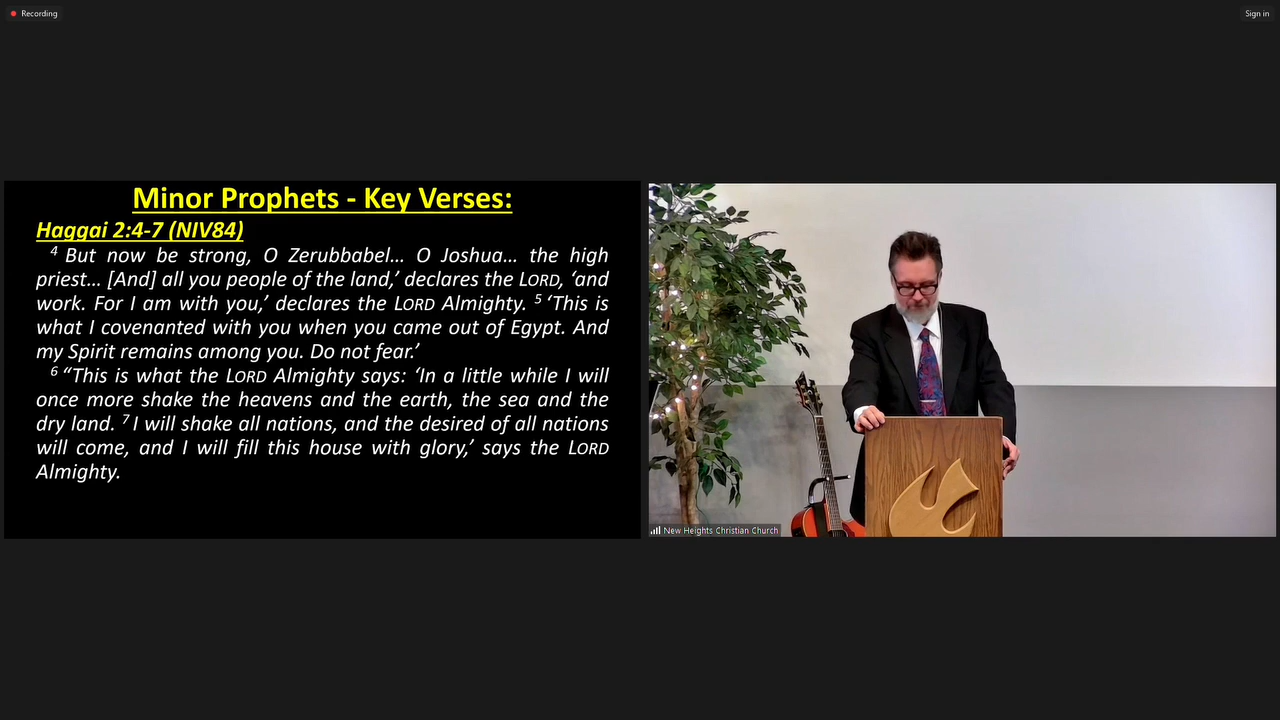 Recording
Sign in
Minor Prophets - Key Verses:
Haggai 2:4-7 (NIV84)
4 But now be strong, O Zerubbabel… O Joshua… the high
priest… [And] all you people of the land,’ declares the LORD, ‘and
work. For I am with you,’ declares the LORD Almighty. 5 ‘This is
what I covenanted with you when you came out of Egypt. And
my Spirit remains among you. Do not fear.’
6 “This is what the LORD Almighty says: ‘In a little while I will
once more shake the heavens and the earth, the sea and the
dry land. 7 I will shake all nations, and the desired of all nations
will come, and I will fill this house with glory,’ says the LORD
Almighty.
New Heights Christian Church